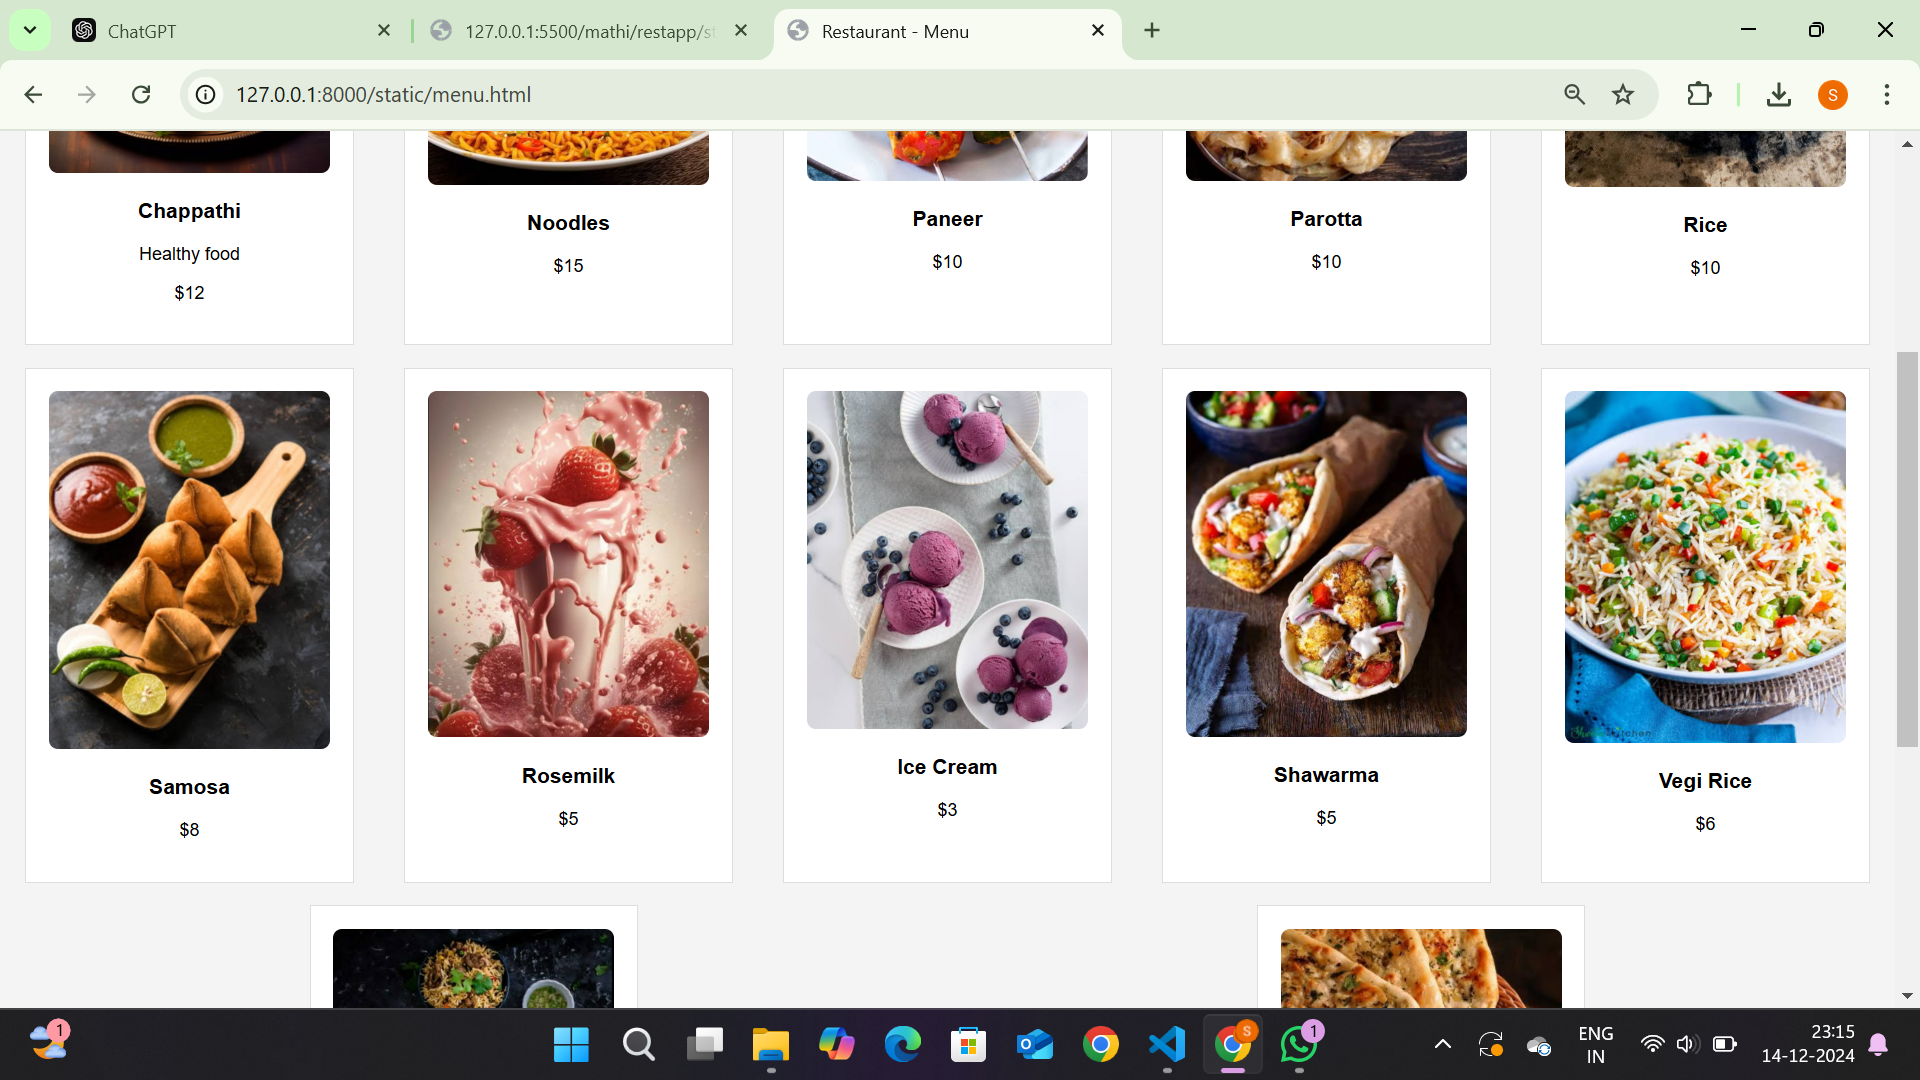 ChatGPT
127.0.0.1:5500/mathi/restapp/st
Restaurant - Menu
127.0.0.1:8000/static/menu.html
S
Chappathi
Healthy food
$12
Noodles
$15
Paneer
$10
Parotta
$10
Rice
$10
Samosa
$8
Rosemilk
$5
Ice Cream
$3
Shawarma
$5
Vegi Rice
$6
1
S
1
ENG
IN
23:15
14-12-2024